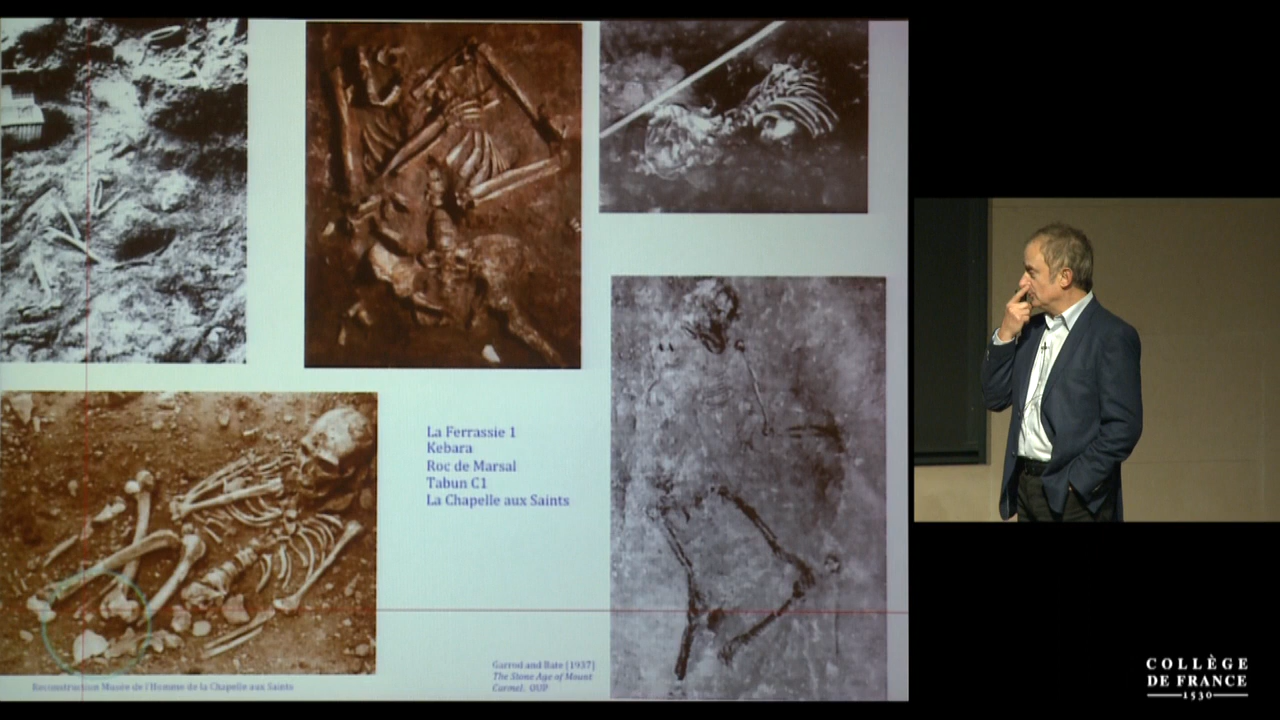 La Ferrassie 1
Kebara
Roc de Marsal
Tabun C1
La Chapelle aux Saints
Garrod and Bate [1937]
The Stone Age of Mount
Carmel. OUP
Reconstruction Musée de l'Homme de la Chapelle aux Saints
COLLÈGE
DE FRANCE
1530